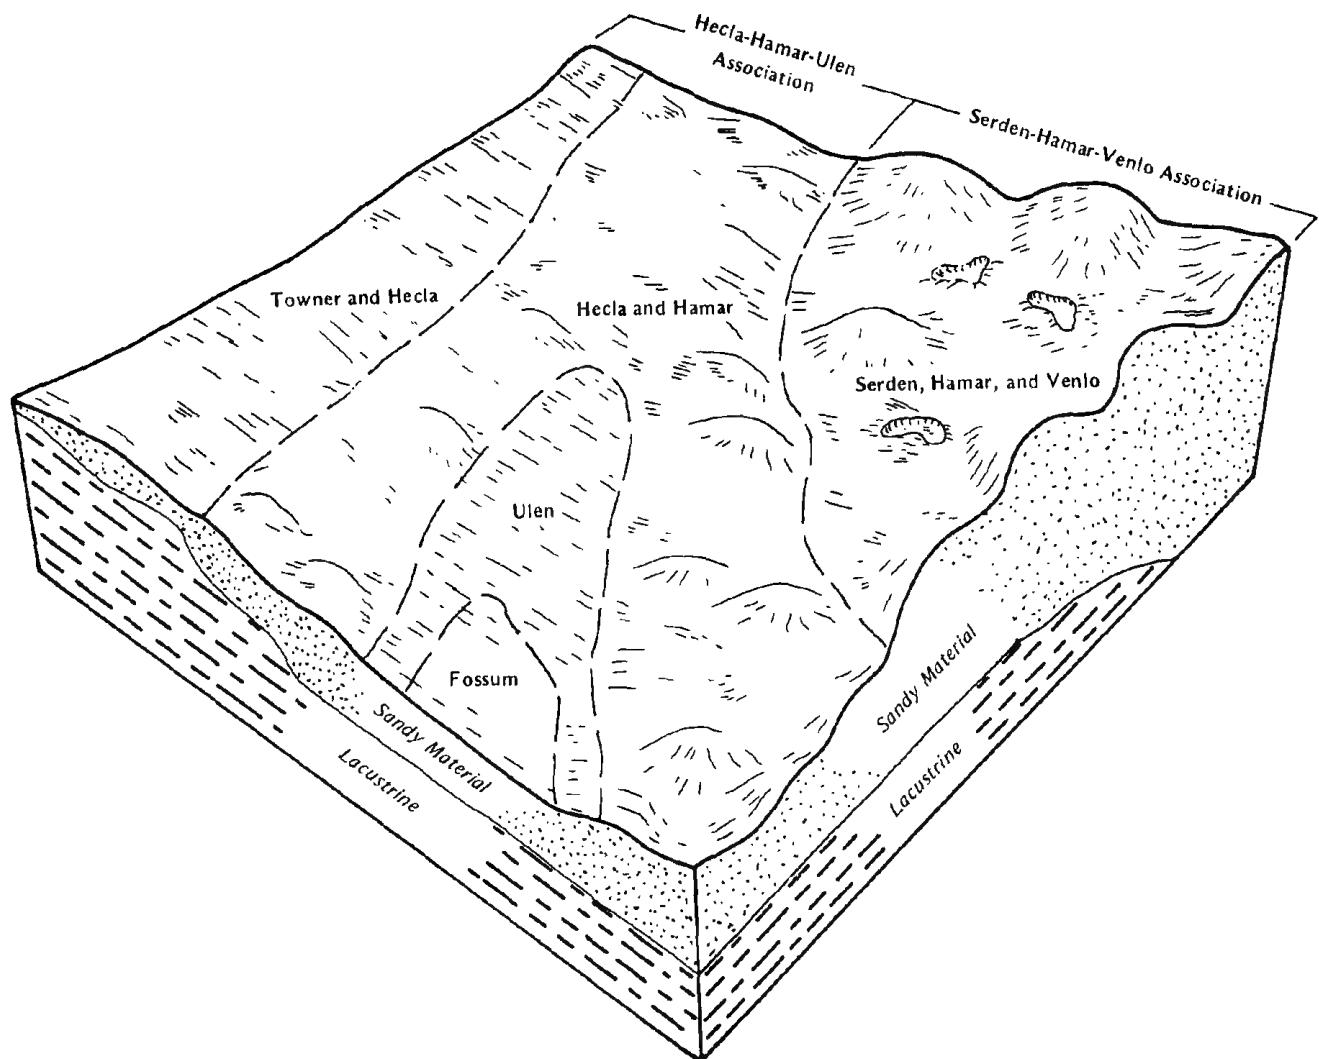 Hecla-Hamar-Ulen
Association
Serden-Hamar-Venlo Association
Towner and Hecla
Hecla and Hamar
Serden, Hamar, and Venlo
Ulen
Fossum
Sandy Material
Lacustrine
Sandy Material
Lacustrine